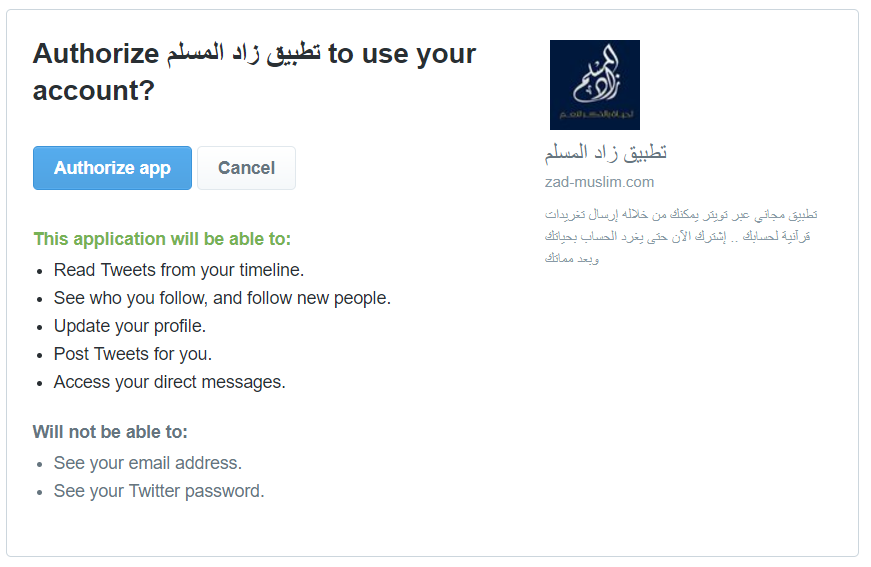 Authorize تطبيق زاد المسلم to use your
account?
Authorize app
Cancel
This application will be able to:
Read Tweets from your timeline.
See who you follow, and follow new people.
Update your profile.
Post Tweets for you.
Access your direct messages.
Will not be able to:
See your email address.
See your Twitter password.
زاد المسلم
لحياة بالذكر تنعم
تطبيق زاد المسلم
zad-muslim.com
تطبيق مجاني عبر تويتر يمكنك من خلاله إرسال تغريدات
قرآنية لحسابك .. إشترك الآن حتى يغرد الحساب بحياتك
وبعد مماتك